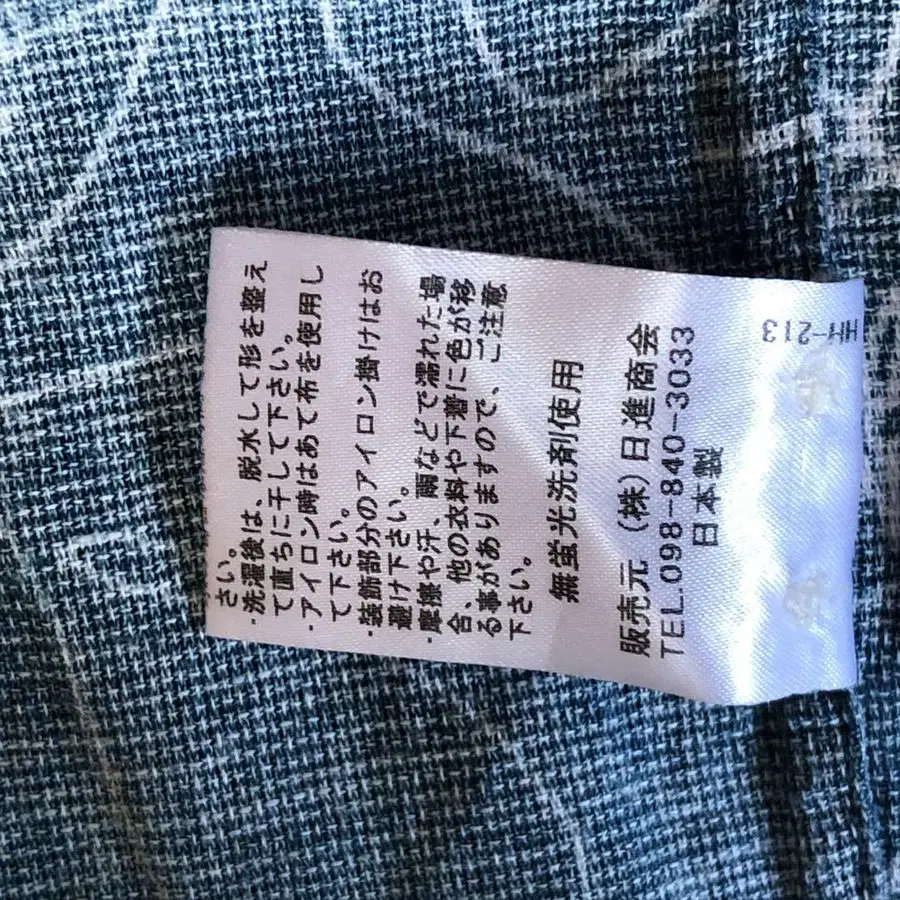 さい。
・洗濯後は、脱水して形を整え
て直ちに干して下さい。
・アイロン時はあて布を使用し
て下さい。
・装飾部分のアイロン掛けはお
避け下さい。
・摩擦や汗、雨などで濡れた場
合、他の衣料や下着に色が移
る事がありますので、ご注意
下さい。
無蛍光洗剤使用
販売元 (株)日進商会
TEL.098-840-3033
日本製
-213